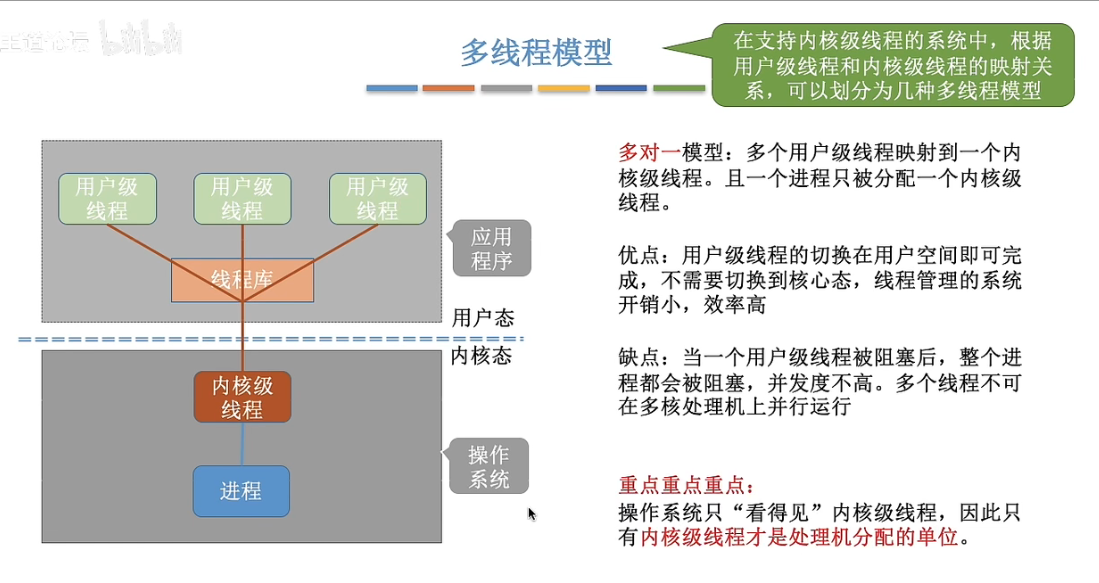 bilibili
多线程模型
在支持内核级线程的系统中，根据
用户级线程和内核级线程的映射关
系，可以划分为几种多线程模型
用户级
线程
用户级
线程
用户级
线程
线程库
应用
程序
用户态
内核态
内核级
线程
进程
操作
系统
多对一模型：多个用户级线程映射到一个内
核级线程。且一个进程只被分配一个内核级
线程。
优点：用户级线程的切换在用户空间即可完
成，不需要切换到核心态，线程管理的系统
开销小，效率高
缺点：当一个用户级线程被阻塞后，整个进
程都会被阻塞，并发度不高。多个线程不可
在多核处理机上并行运行
重点重点重点：
操作系统只“看得见”内核级线程，因此只
有内核级线程才是处理机分配的单位。